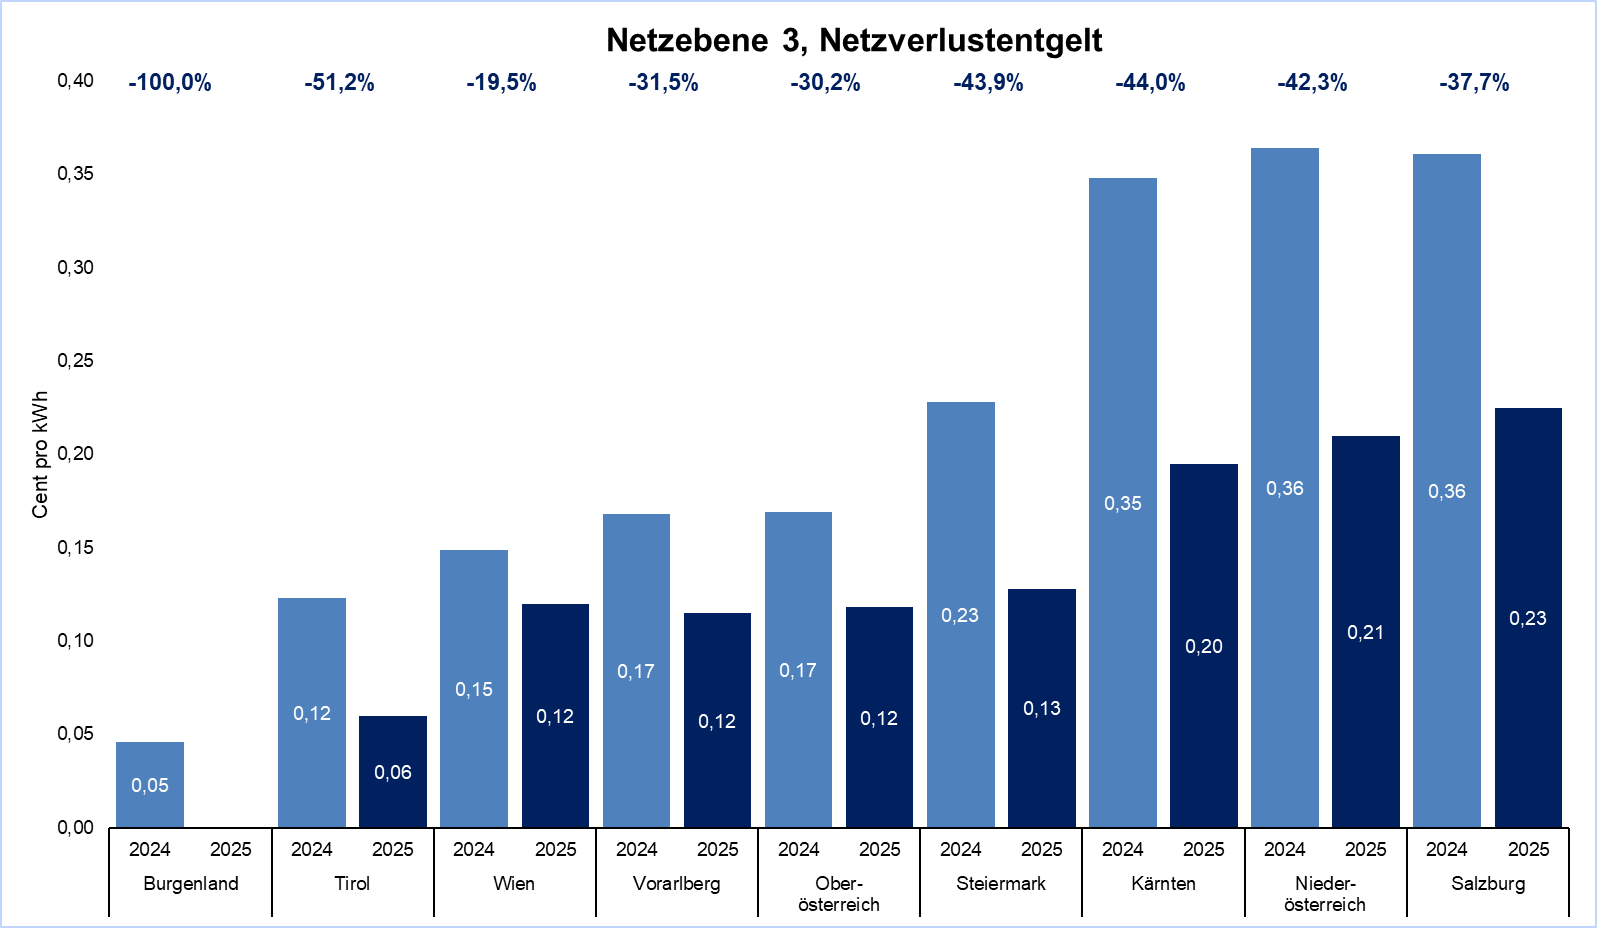 Netzebene 3, Netzverlustentgelt
0,40
-100,0% -51,2% -19,5% -31,5% -30,2% -43,9% -44,0% -42,3% -37,7%
0,35
0,30
0,25
0,20
0,15
0,10
0,05
0,00
Cent pro kWh
0,05
0,12 0,06
0,15 0,12
0,17 0,12
0,17 0,12
0,23 0,13
0,35 0,20
0,36 0,21
0,36 0,23
2024 2025 2024 2025 2024 2025 2024 2025 2024 2025 2024 2025 2024 2025 2024 2025 2024 2025
Burgenland
Tirol
Wien
Vorarlberg
Ober-
österreich
Steiermark
Kärnten
Nieder-
österreich
Salzburg